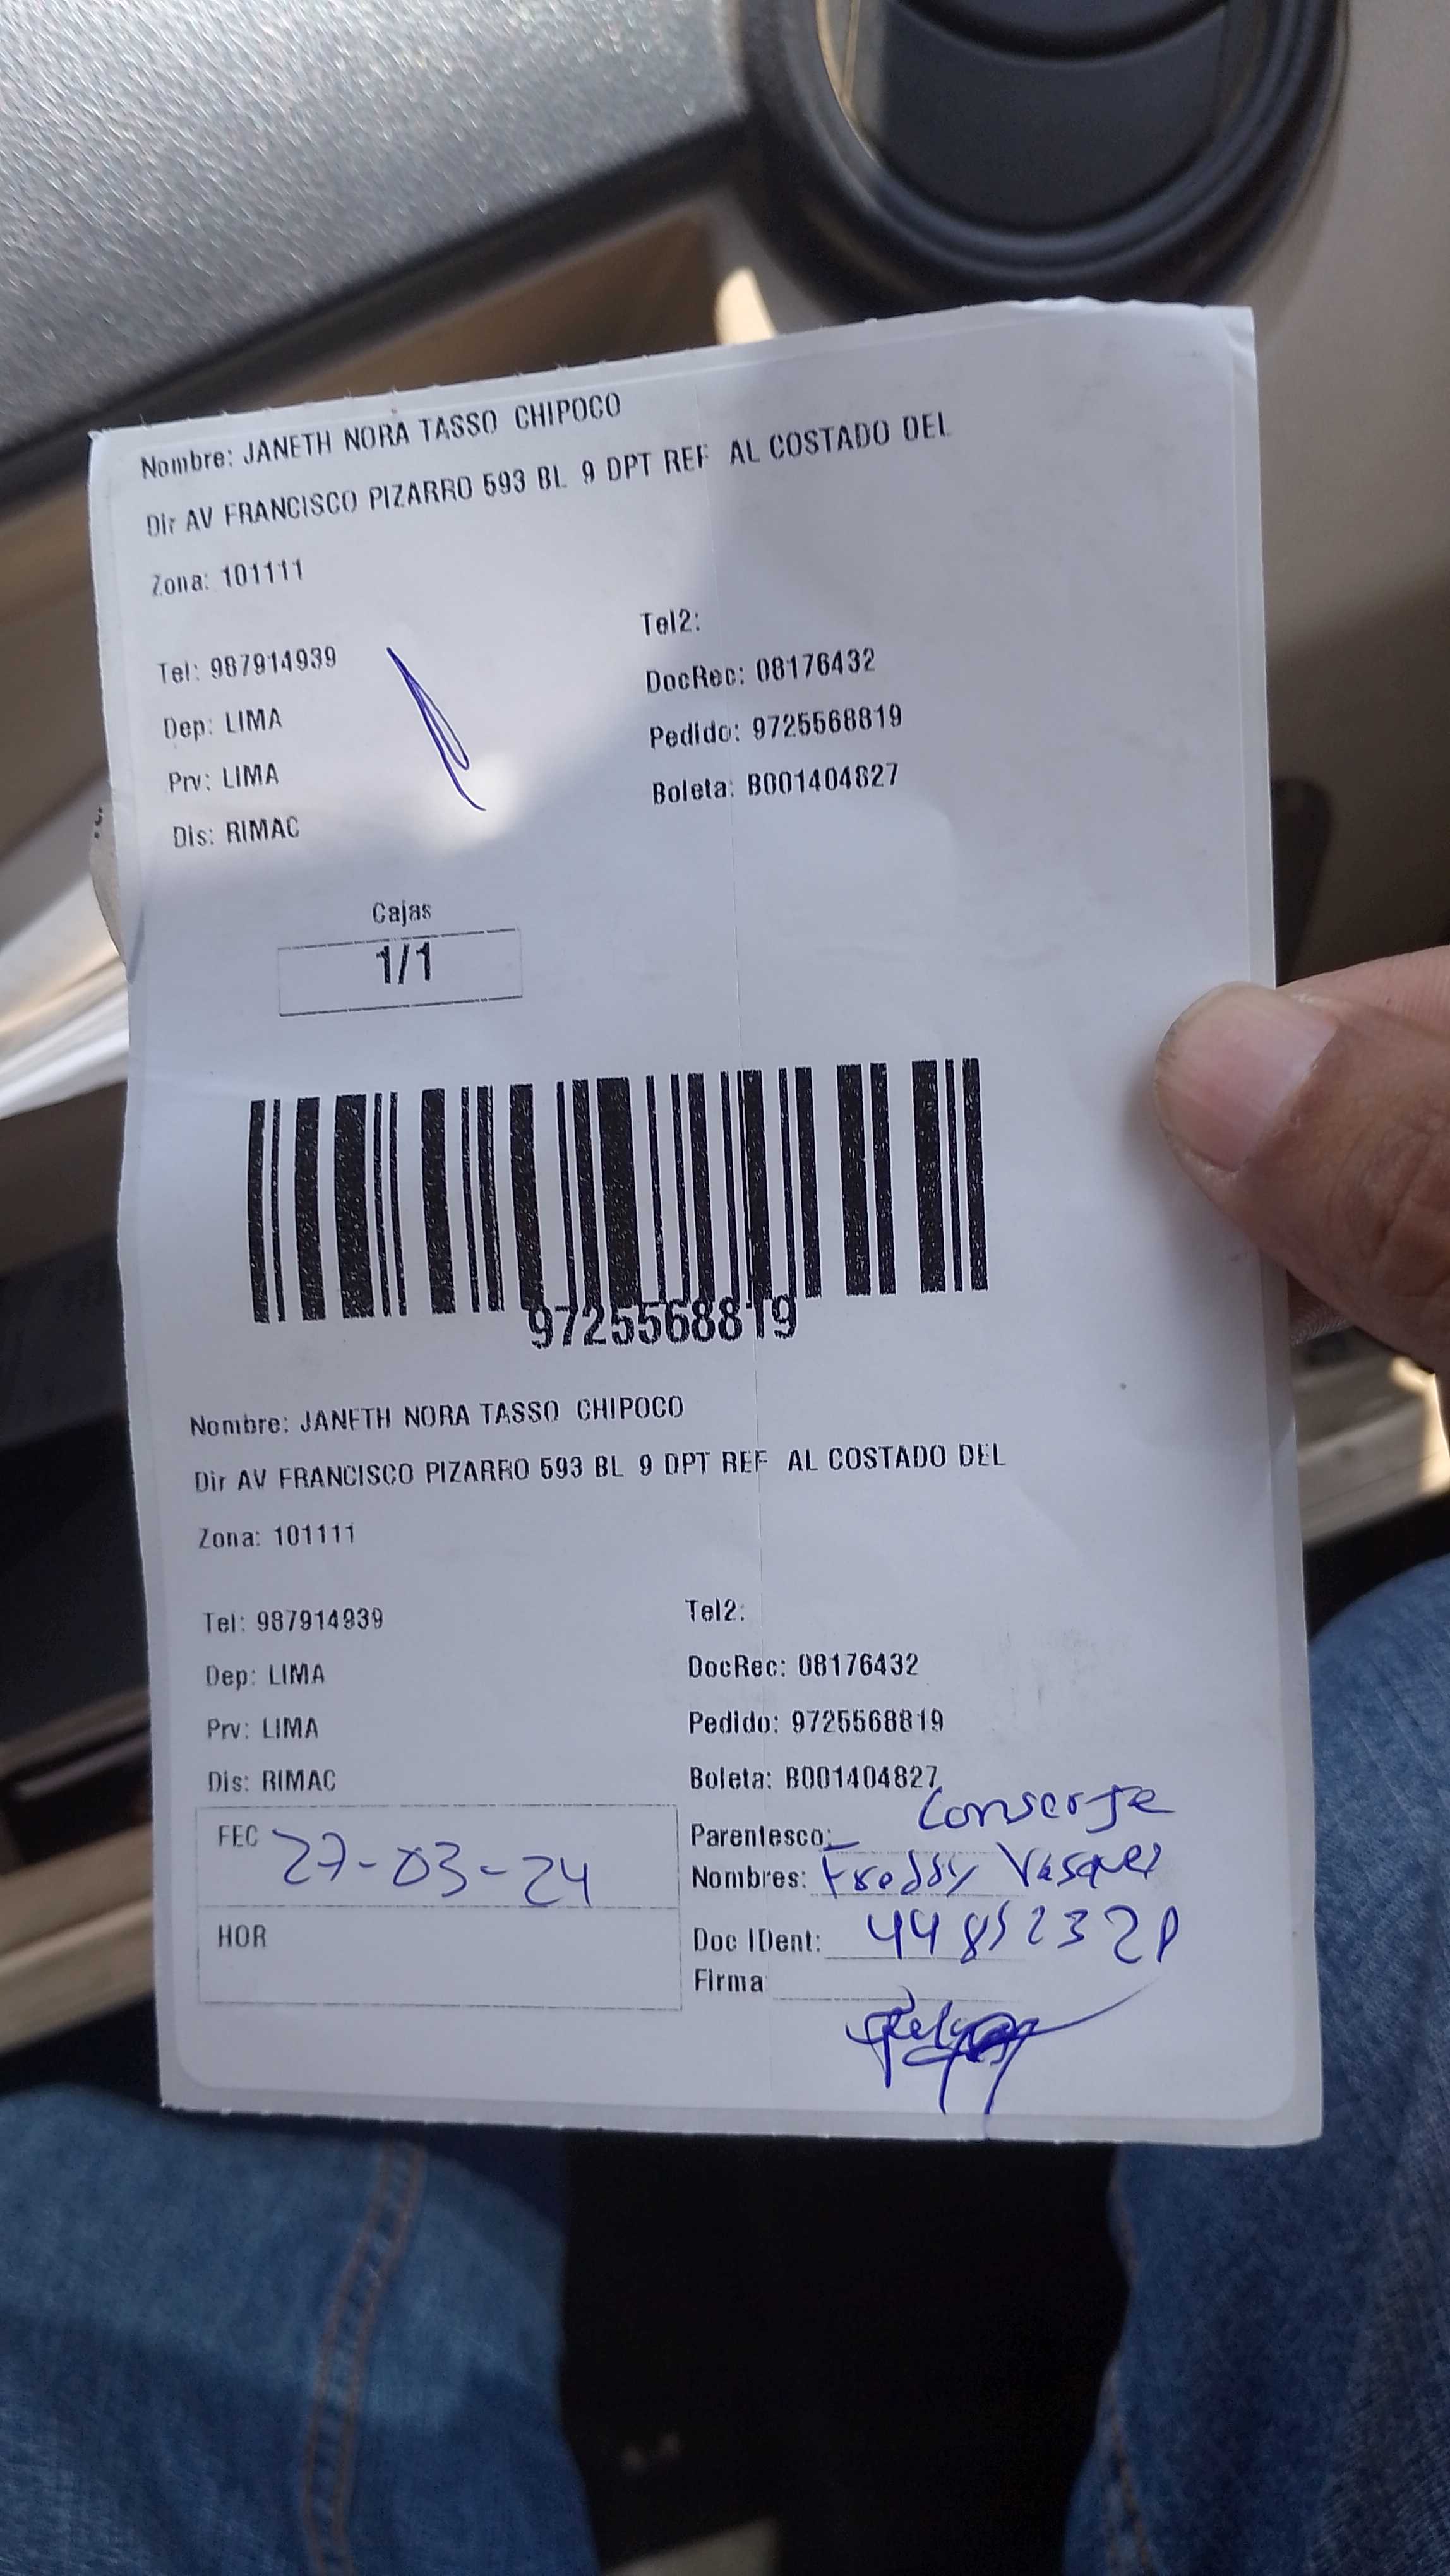 Nombre: JANETH NORA TASSO CHIPOCO
Dir AV FRANCISCO PIZARRO 593 BL 9 DPT REF AL COSTADO DEL
Zona: 101111
Tel: 987914939
Tel2:
Dep: LIMA
DocRec: 08176432
Prv: LIMA
Pedido: 9725568819
Dis: RIMAC
Boleta: B001404827
Cajas
1/1
9725568819
Nombre: JANETH NORA TASSO CHIPOCO
Dir AV FRANCISCO PIZARRO 593 BL 9 DPT REF AL COSTADO DEL
Zona: 101111
Tel: 987914939
Tel2:
Dep: LIMA
DocRec: 08176432
Prv: LIMA
Pedido: 9725568819
Dis: RIMAC
Boleta: B001404827
FEC 27-03-24
Parentesco: Conserje
Nombres: Freddy Vasquez
HOR
Doc IDent:
Firma